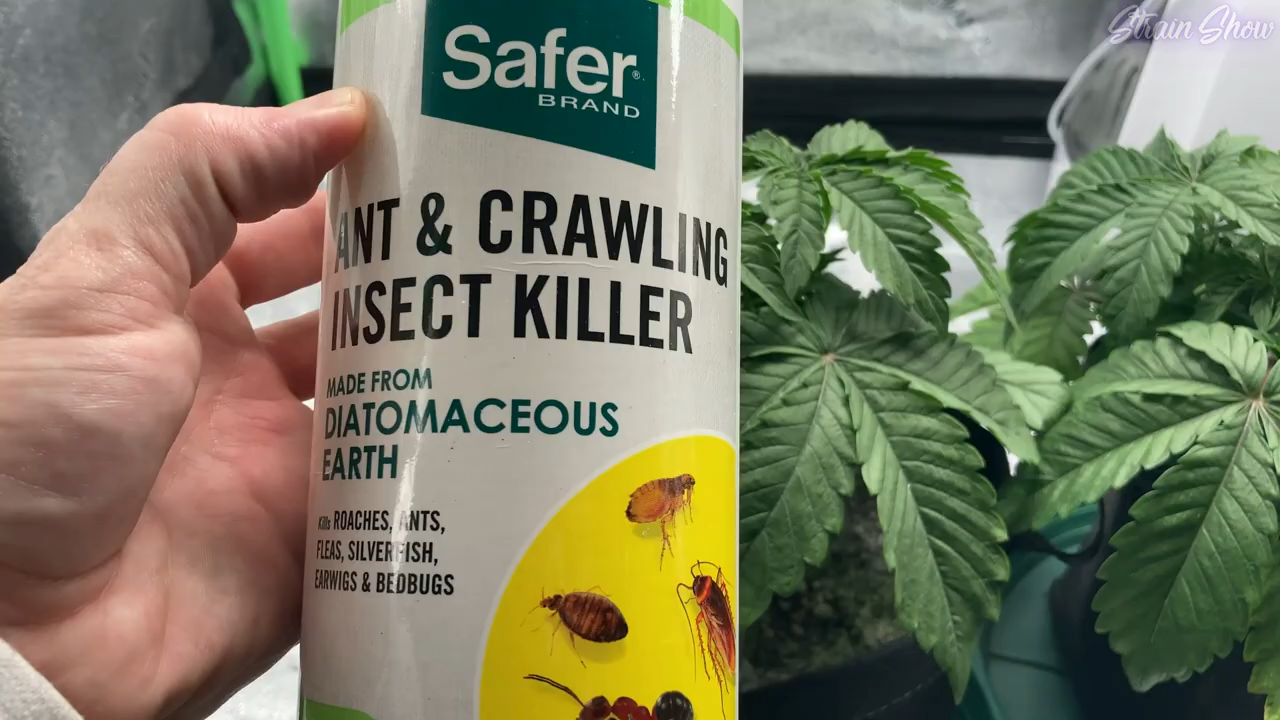 Strain Show
Safer®
BRAND
ANT & CRAWLING
INSECT KILLER
MADE FROM
DIATOMACEOUS
EARTH
Kills ROACHES, ANTS,
FLEAS, SILVERFISH,
EARWIGS & BEDBUGS